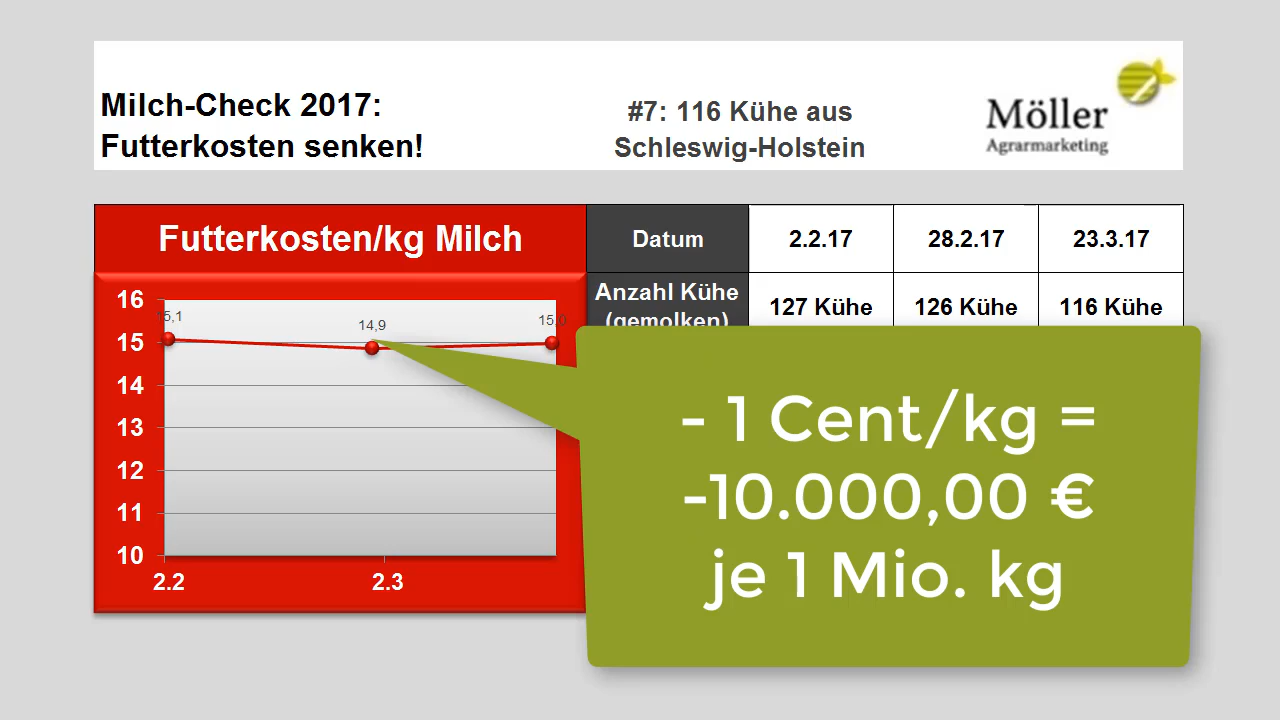 Milch-Check 2017:
Futterkosten senken!
#7: 116 Kühe aus
Schleswig-Holstein
Möller
Agrarmarketing
Futterkosten/kg Milch
Datum
2.2.17
28.2.17
23.3.17
Anzahl Kühe
(gemolken)
127 Kühe
126 Kühe
116 Kühe
16
15
14
13
12
11
10
15,1
14,9
15,0
2.2
2.3
- 1 Cent/kg =
-10.000,00 €
je 1 Mio. kg